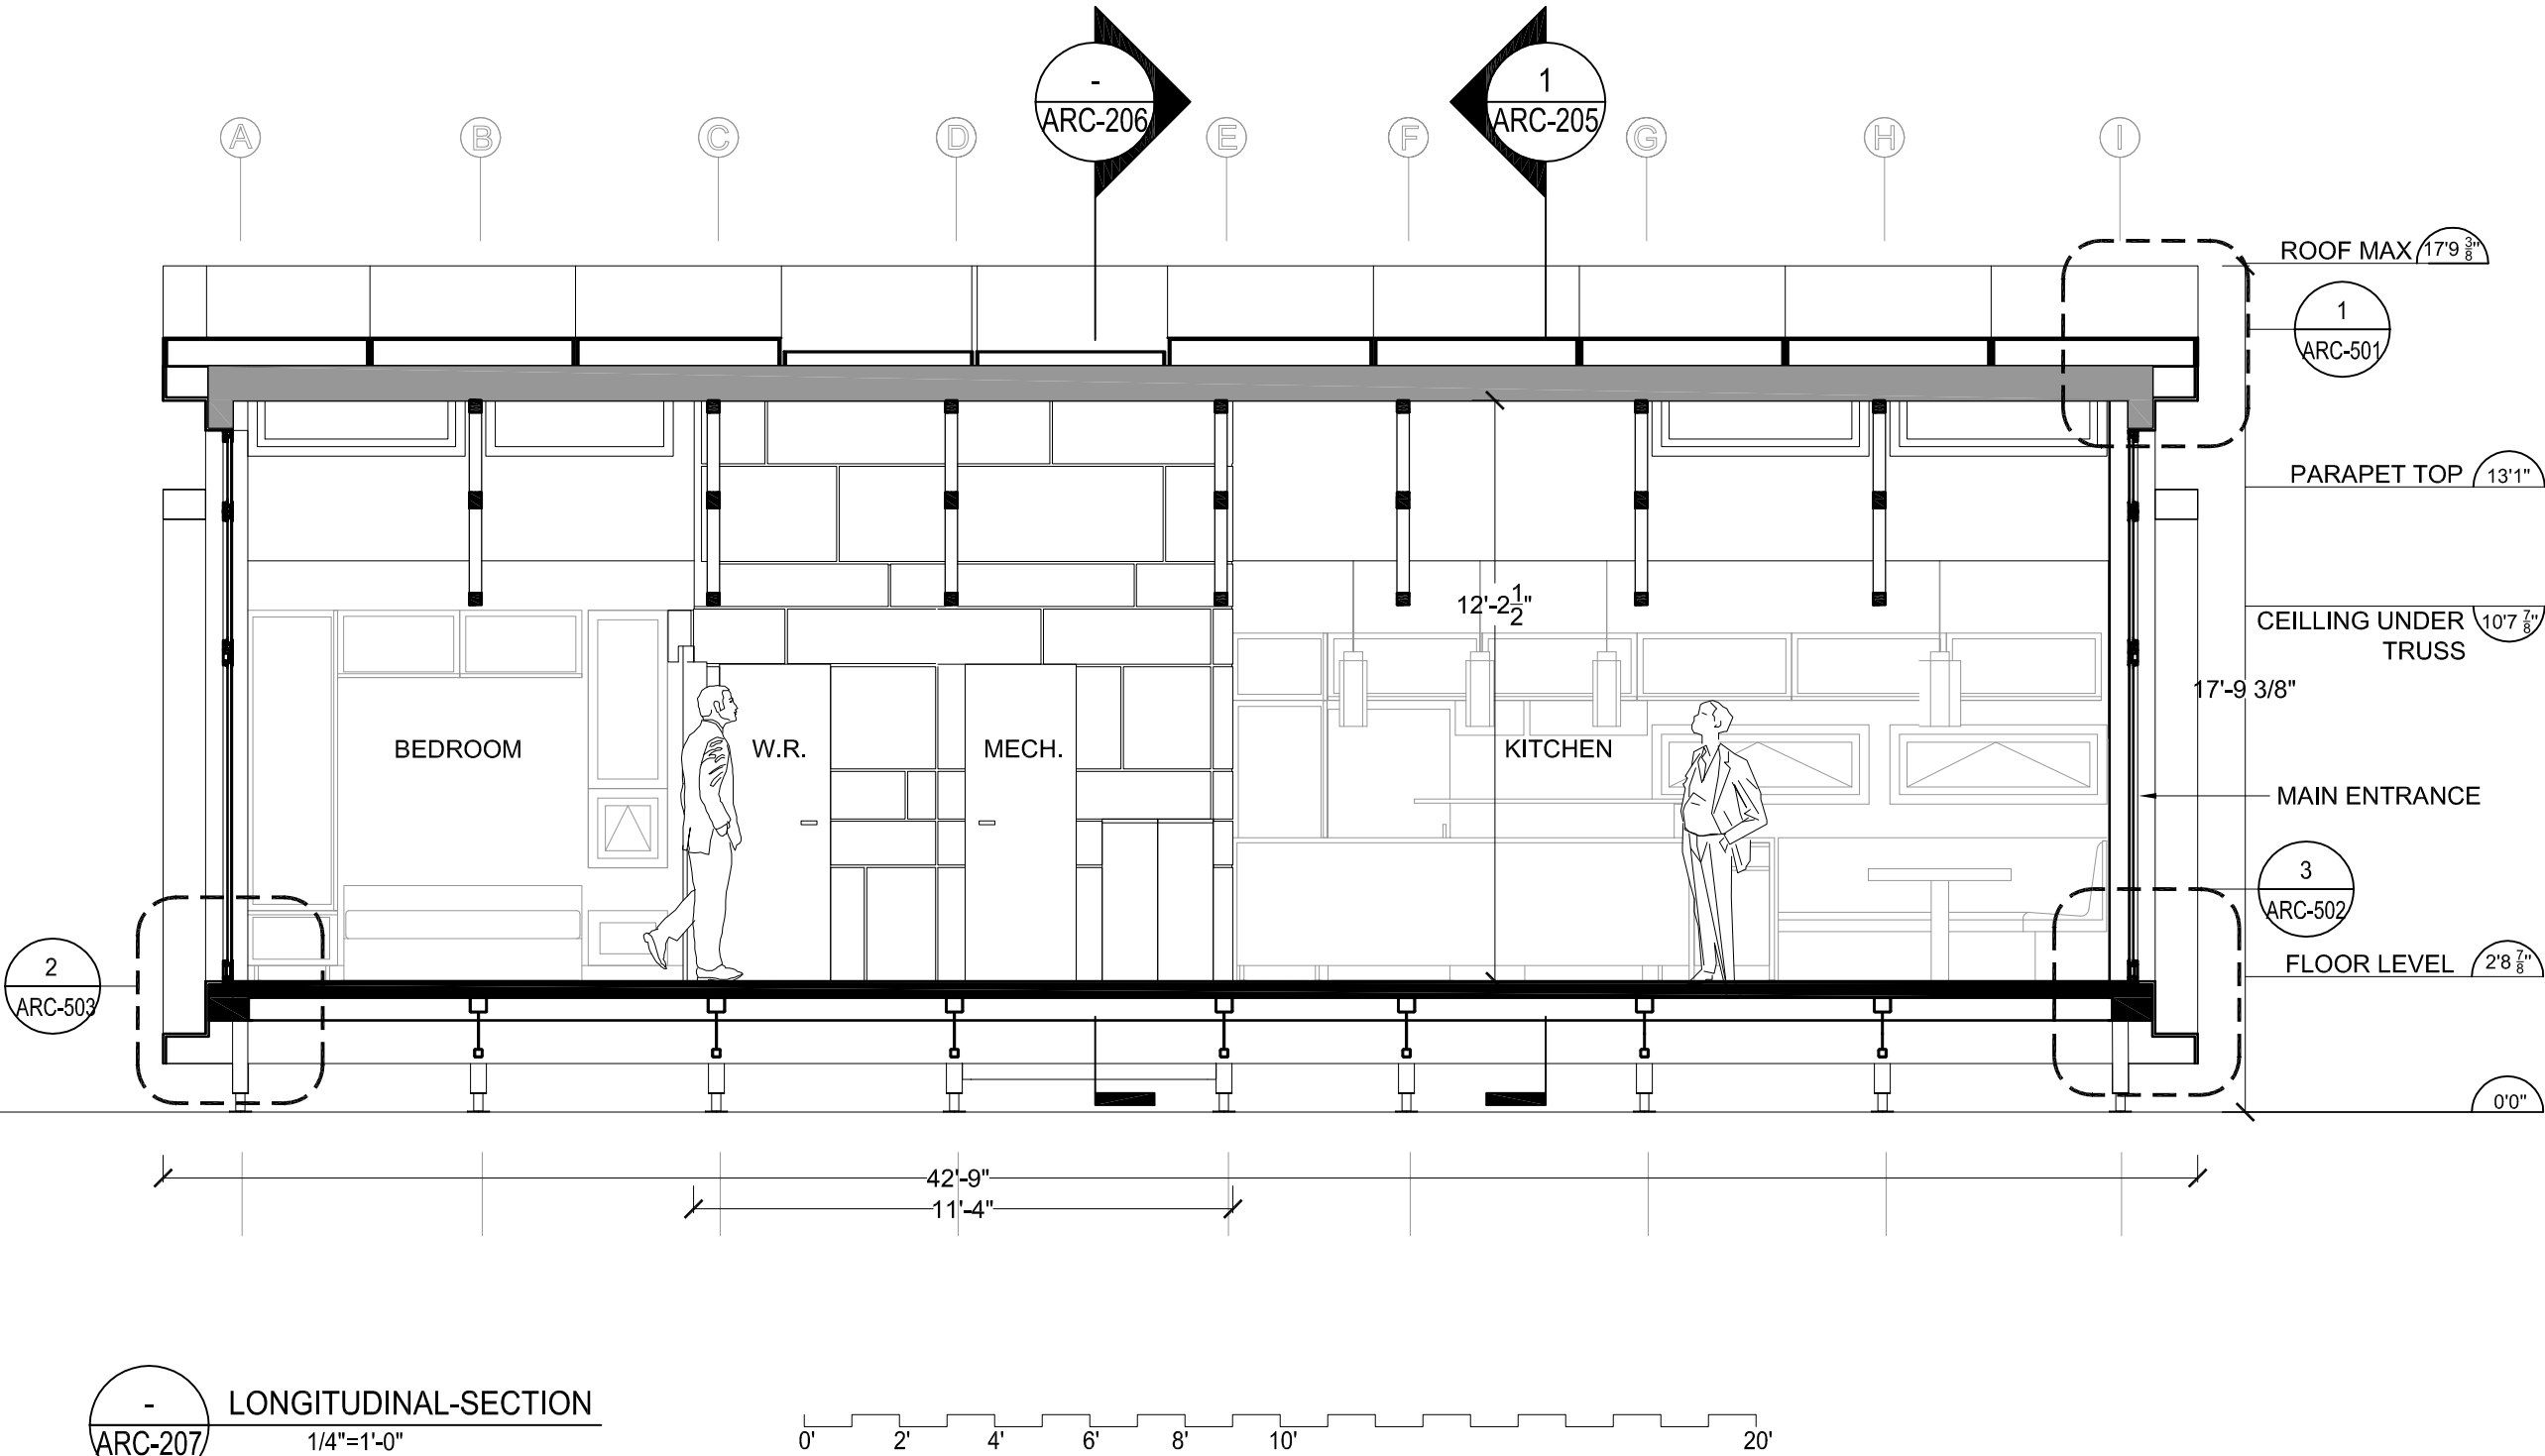 -
ARC-206
1
ARC-205
A
B
C
D
E
F
G
H
I
ROOF MAX 17'9 3/8"
1
ARC-501
PARAPET TOP 13'1"
12'-2 1/2"
CEILLING UNDER 10'7 7/8"
TRUSS
17'-9 3/8"
BEDROOM
W.R.
MECH.
KITCHEN
MAIN ENTRANCE
3
ARC-502
2
ARC-503
FLOOR LEVEL 2'8 7/8"
0'0"
42'-9"
11'-4"
-
ARC-207
LONGITUDINAL-SECTION
1/4"=1'-0"
0' 2' 4' 6' 8' 10' 20'